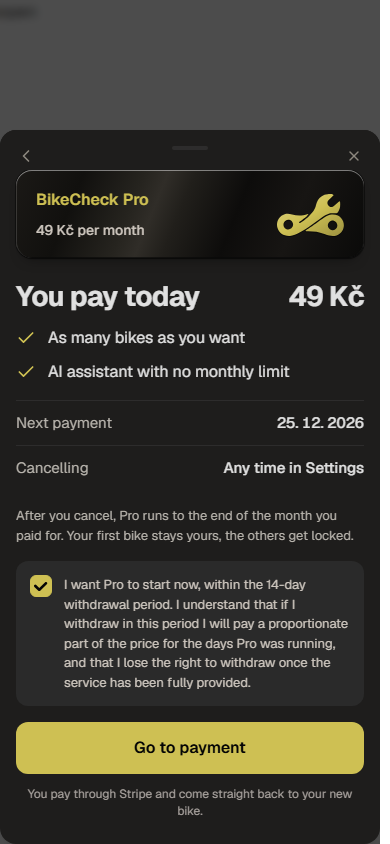 BikeCheck Pro
49 Kč per month
You pay today 49 Kč
As many bikes as you want
AI assistant with no monthly limit
Next payment 25. 12. 2026
Cancelling Any time in Settings
After you cancel, Pro runs to the end of the month you
paid for. Your first bike stays yours, the others get locked.
I want Pro to start now, within the 14-day
withdrawal period. I understand that if I
withdraw in this period I will pay a proportionate
part of the price for the days Pro was running,
and that I lose the right to withdraw once the
service has been fully provided.
Go to payment
You pay through Stripe and come straight back to your new
bike.